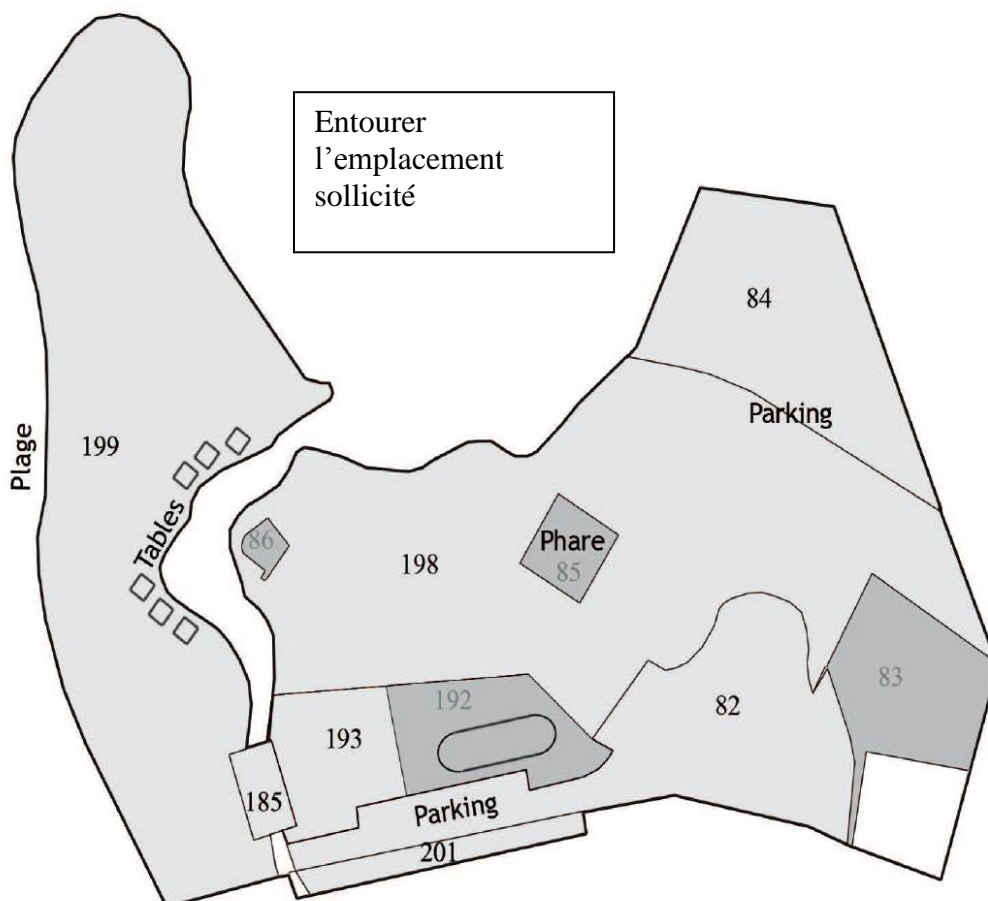 Entourer
l’emplacement
sollicité
84
Parking
Plage
199
Tables
86
198
Phare
85
83
192
82
193
185
Parking
201